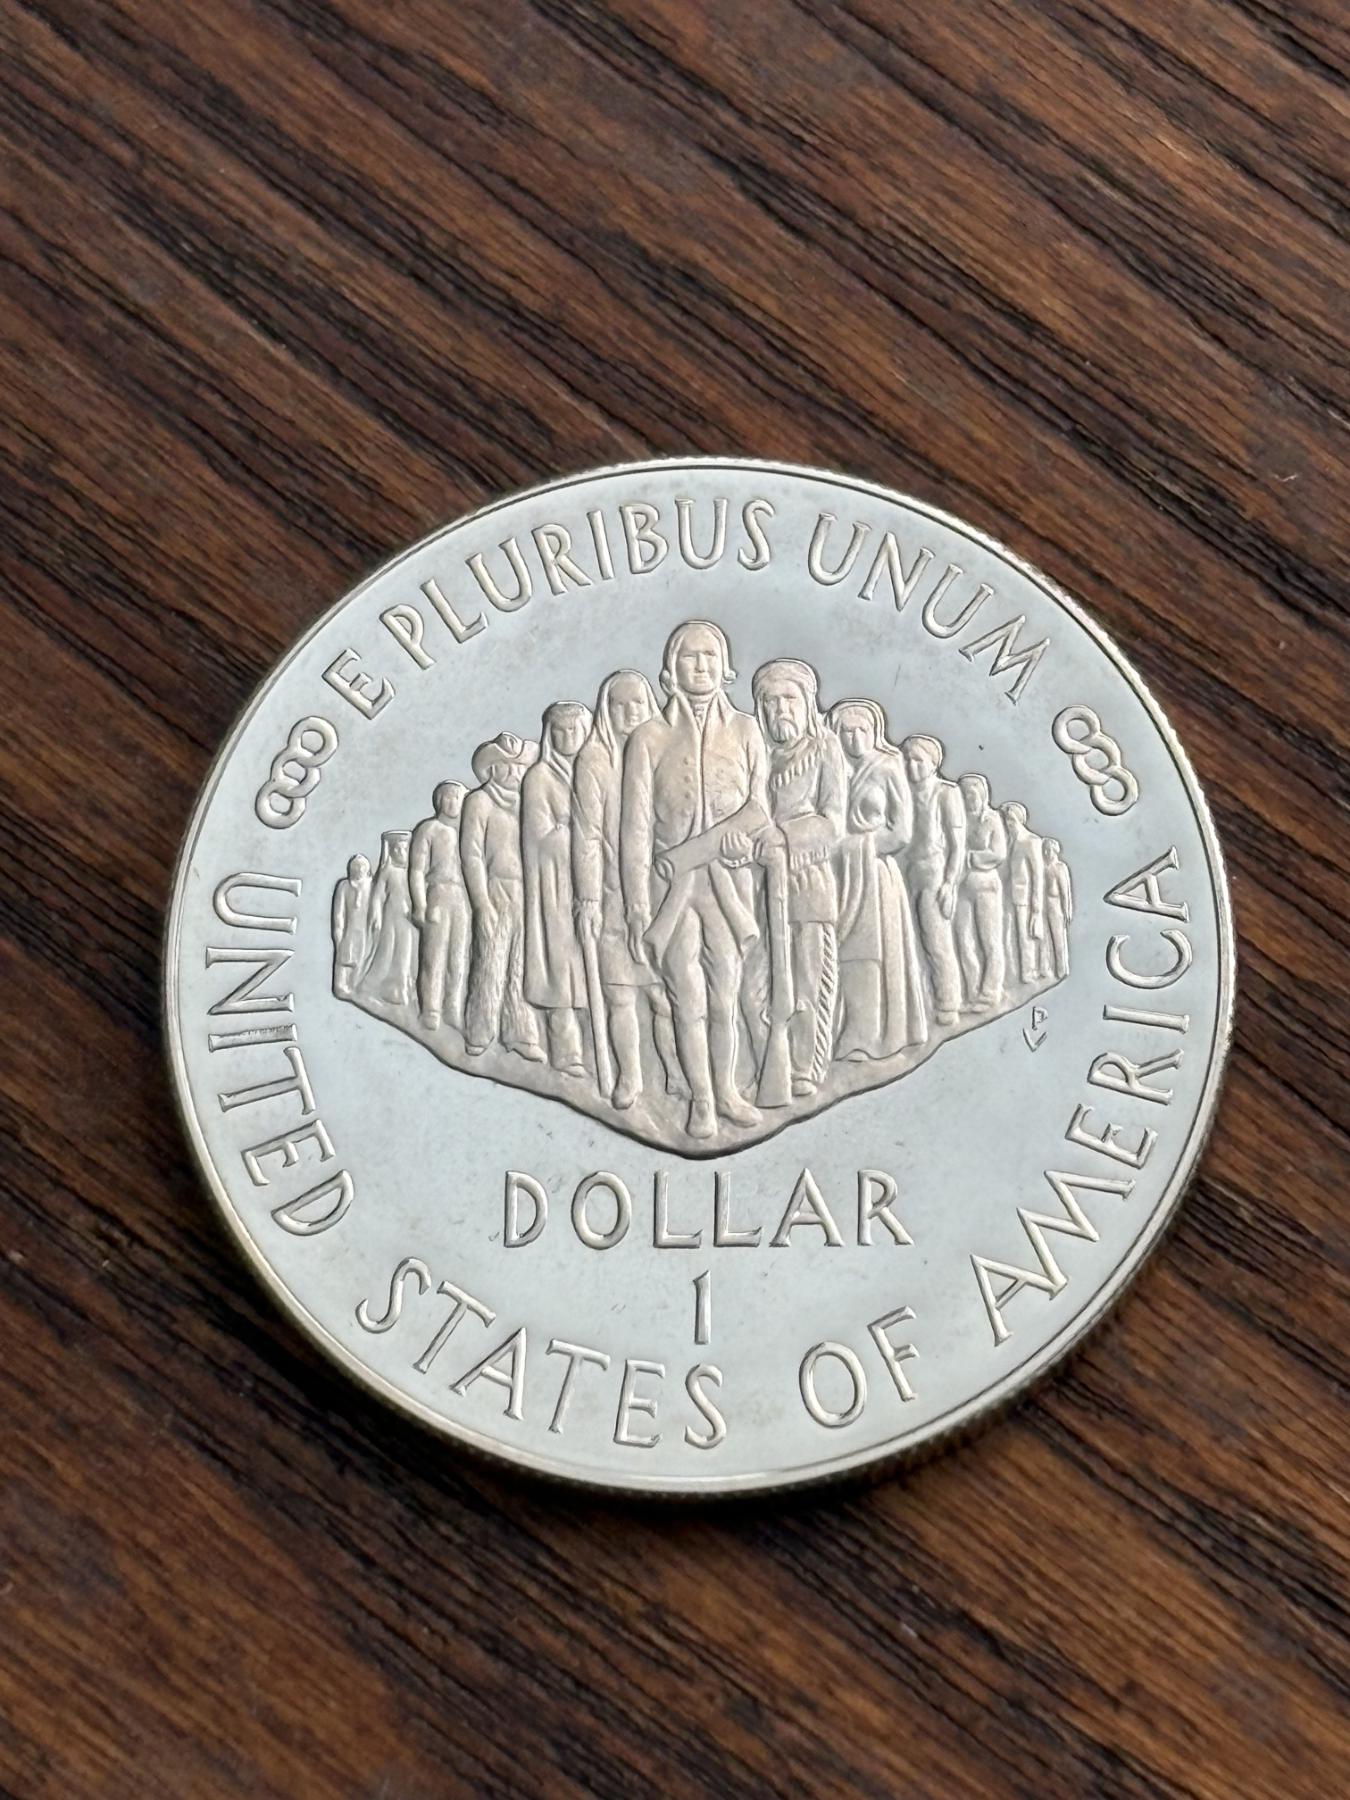 E PLURIBUS UNUM
DOLLAR
1
UNITED STATES OF AMERICA
P